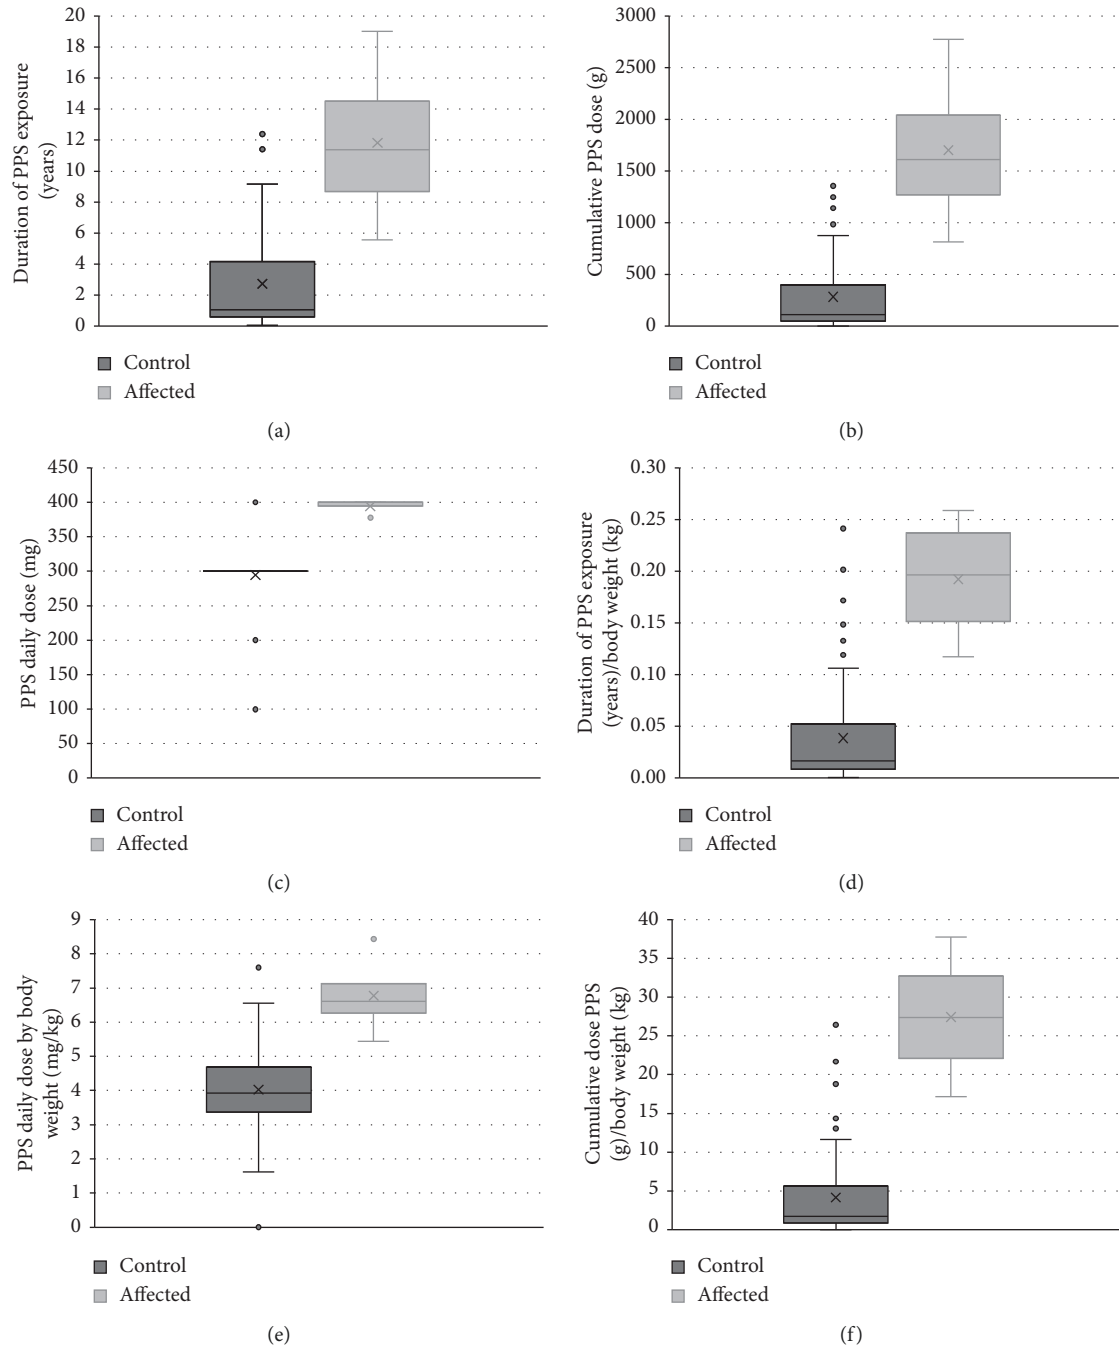 Duration of PPS exposure
(years)
20
18
16
14
12
10
8
6
4
2
0
Control
Affected
(a)
Cumulative PPS dose (g)
3000
2500
2000
1500
1000
500
0
Control
Affected
(b)
PPS daily dose (mg)
450
400
350
300
250
200
150
100
50
0
Control
Affected
(c)
Duration of PPS exposure
(years)/body weight (kg)
0.30
0.25
0.20
0.15
0.10
0.05
0.00
Control
Affected
(d)
PPS daily dose by body
weight (mg/kg)
9
8
7
6
5
4
3
2
1
0
Control
Affected
(e)
Cumulative dose PPS
(g)/body weight (kg)
40
35
30
25
20
15
10
5
0
Control
Affected
(f)